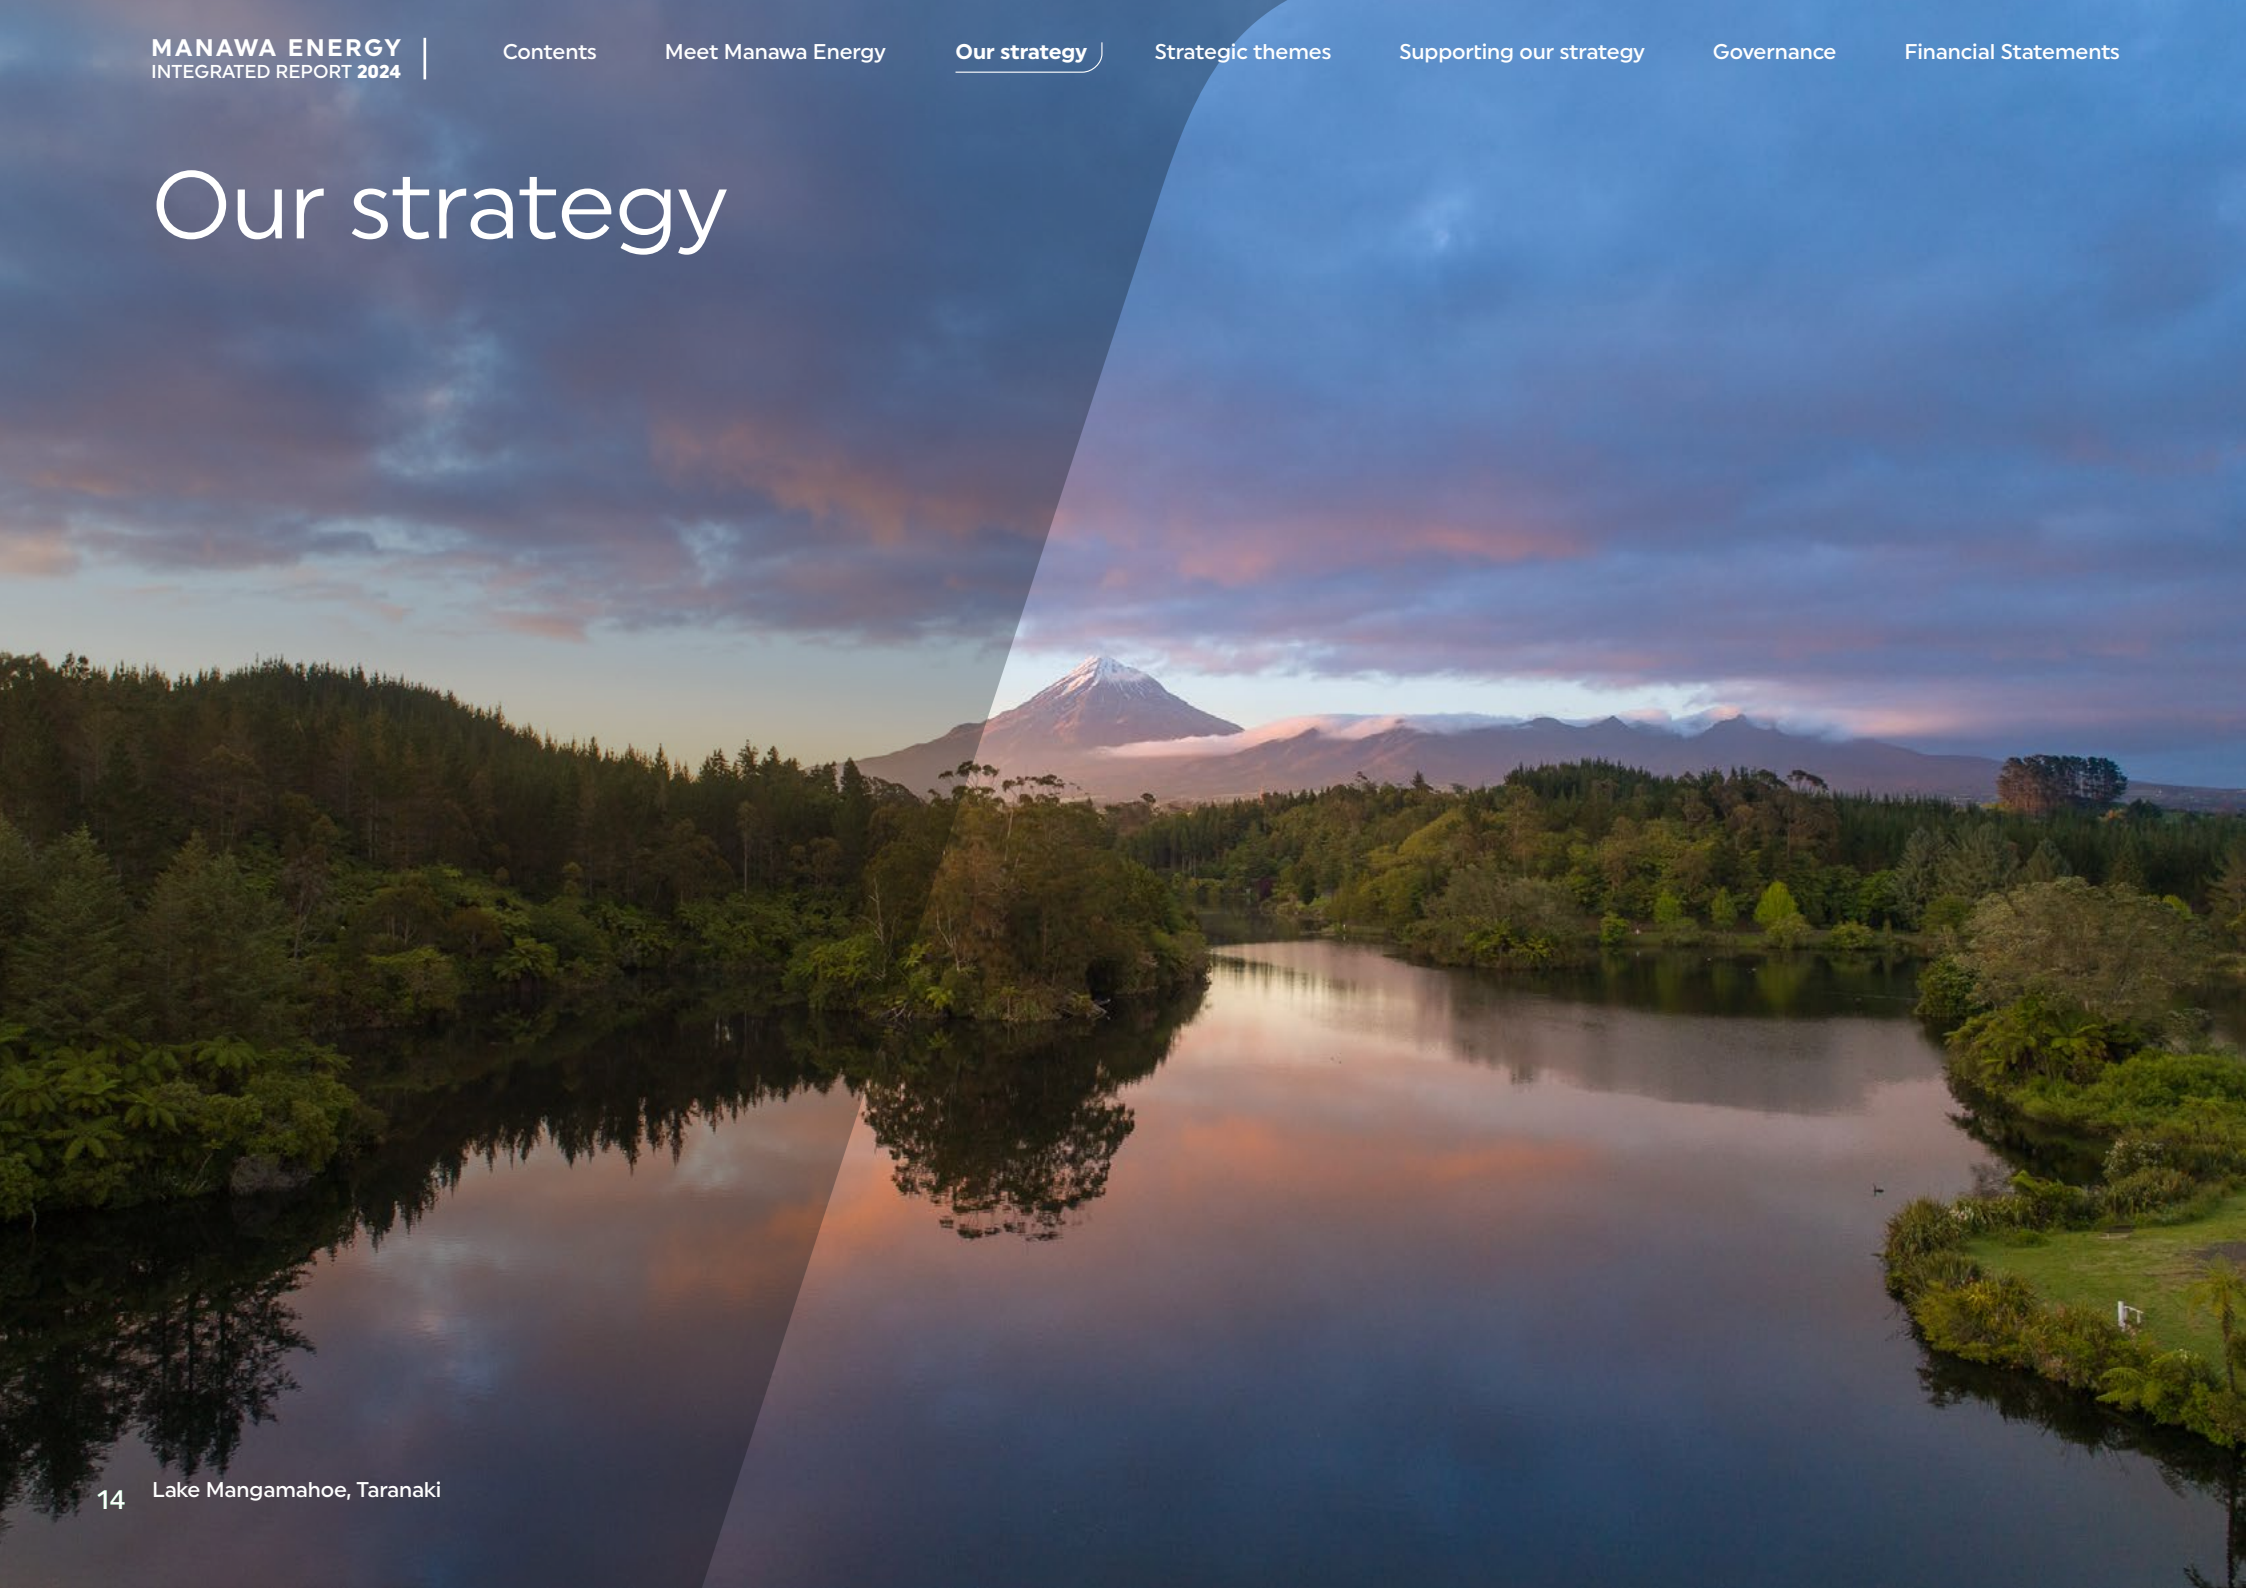 MANAWA ENERGY
INTEGRATED REPORT 2024
Contents
Meet Manawa Energy
Our strategy
Strategic themes
Supporting our strategy
Governance
Financial Statements
Our strategy
14
Lake Mangamahoe, Taranaki